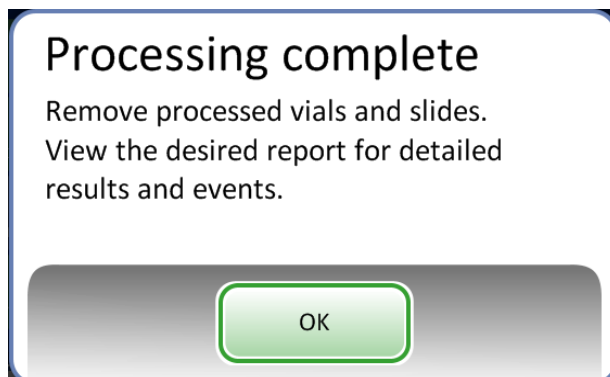 Processing complete
Remove processed vials and slides.
View the desired report for detailed
results and events.
OK